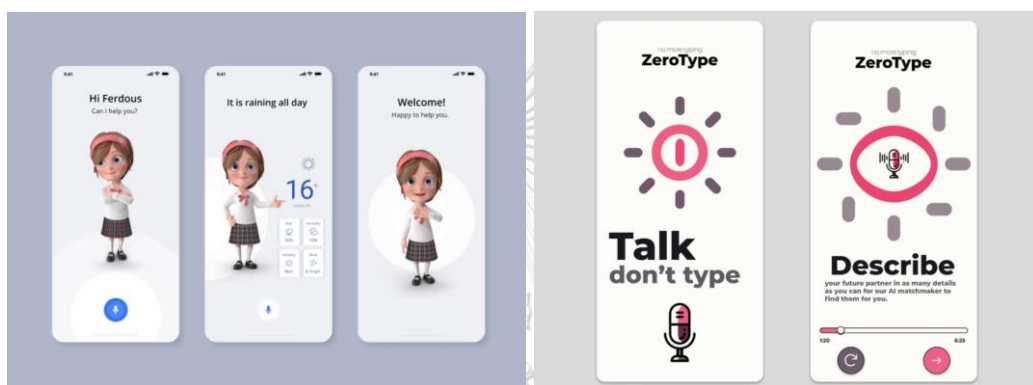 9:41
Hi Ferdous
Can I help you?
9:41
It is raining all day
16°
9:41
Welcome!
Happy to help you.
no more typing
ZeroType
Talk
don't type
no more typing
ZeroType
Describe
your future partner in as many details
as you can for our AI matchmaker to
find them for you.
1:20
6:25